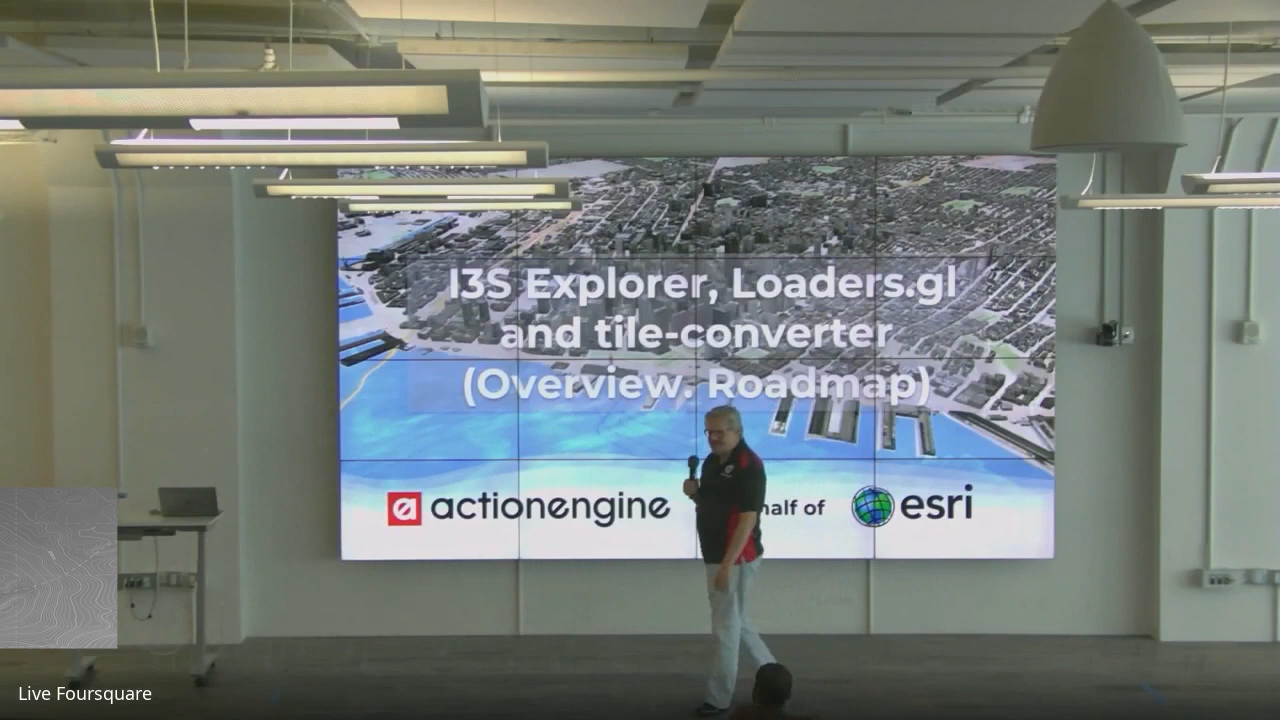 I3S Explorer, Loaders.gl
and tile-converter
(Overview. Roadmap)
actionengine
half of
esri
Live Foursquare